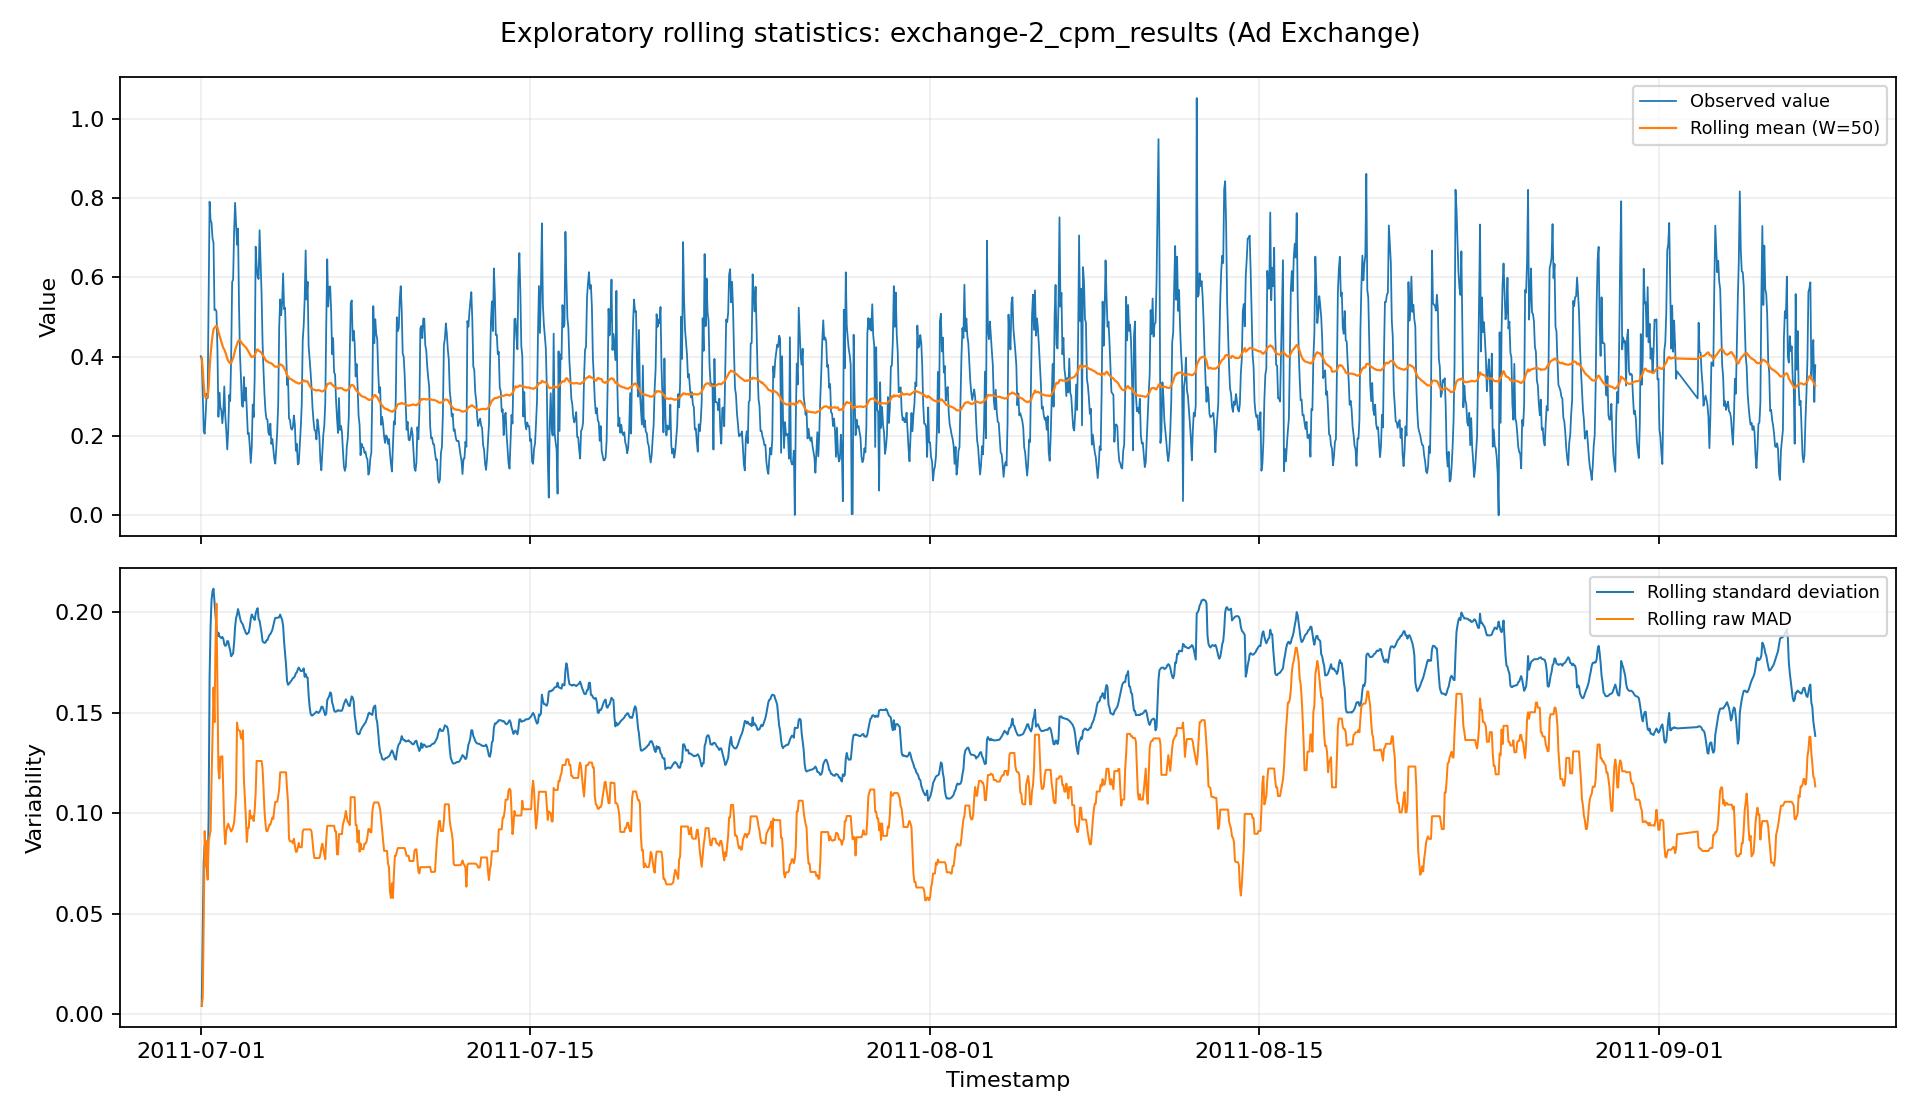 Exploratory rolling statistics: exchange-2_cpm_results (Ad Exchange)
Value
1.0
0.8
0.6
0.4
0.2
0.0
Observed value
Rolling mean (W=50)
Variability
0.20
0.15
0.10
0.05
0.00
Rolling standard deviation
Rolling raw MAD
2011-07-01
2011-07-15
2011-08-01
2011-08-15
2011-09-01
Timestamp